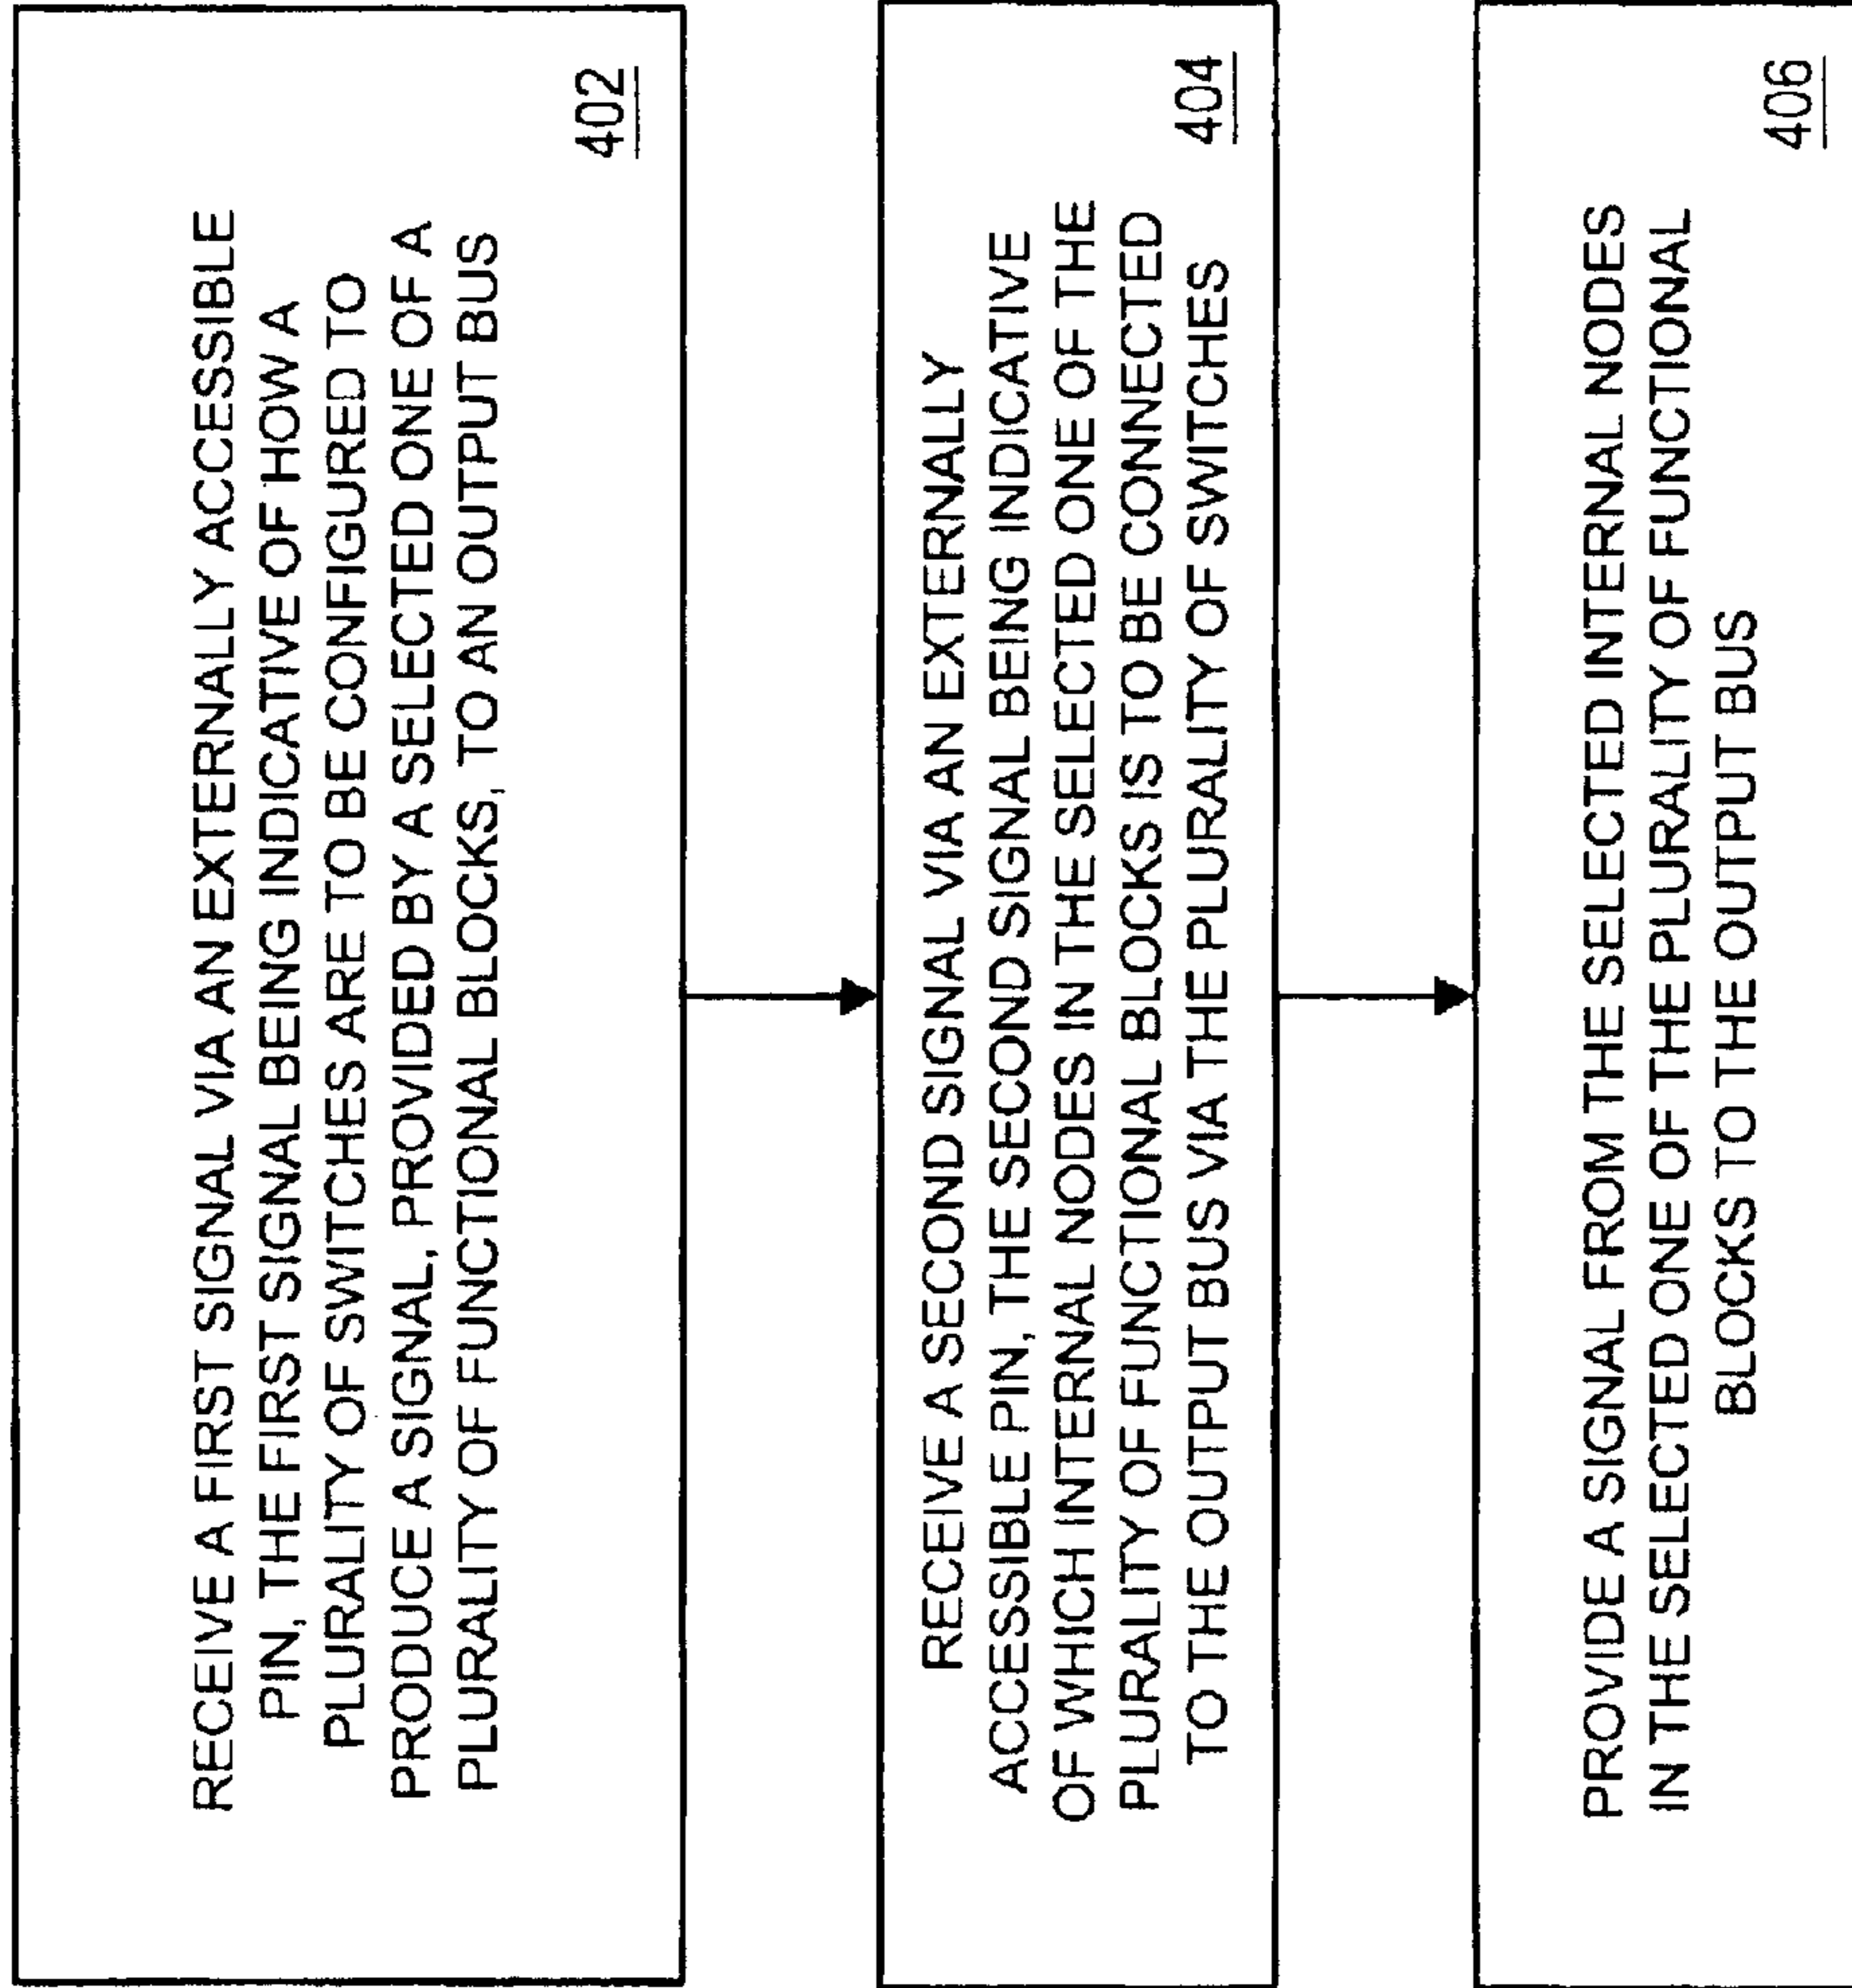 RECEIVE A FIRST SIGNAL VIA AN EXTERNALLY ACCESSIBLE
PIN, THE FIRST SIGNAL BEING INDICATIVE OF HOW A
PLURALITY OF SWITCHES ARE TO BE CONFIGURED TO
PRODUCE A SIGNAL, PROVIDED BY A SELECTED ONE OF A
PLURALITY OF FUNCTIONAL BLOCKS, TO AN OUTPUT BUS
402
RECEIVE A SECOND SIGNAL VIA AN EXTERNALLY
ACCESSIBLE PIN, THE SECOND SIGNAL BEING INDICATIVE
OF WHICH INTERNAL NODES IN THE SELECTED ONE OF THE
PLURALITY OF FUNCTIONAL BLOCKS IS TO BE CONNECTED
TO THE OUTPUT BUS VIA THE PLURALITY OF SWITCHES
404
PROVIDE A SIGNAL FROM THE SELECTED INTERNAL NODES
IN THE SELECTED ONE OF THE PLURALITY OF FUNCTIONAL
BLOCKS TO THE OUTPUT BUS
406